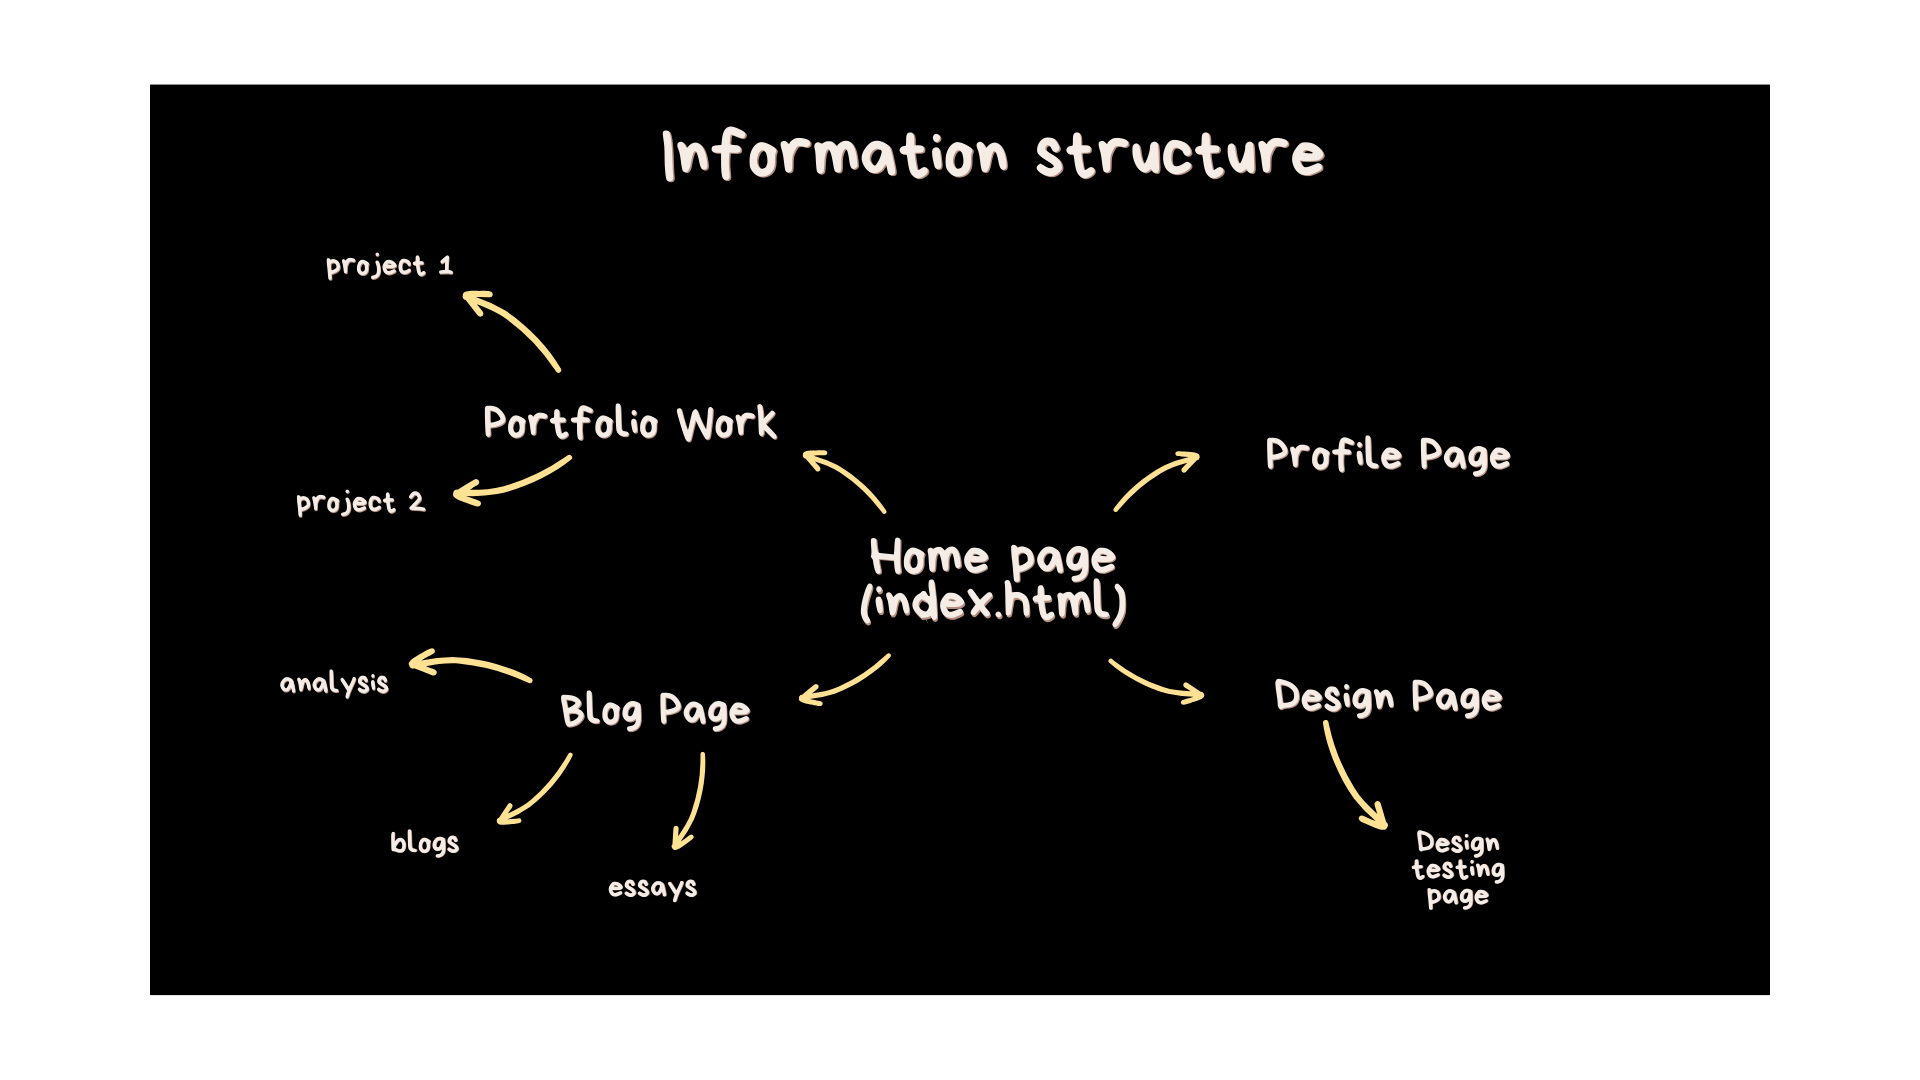 Information structure
project 1
Portfolio Work
project 2
Profile Page
Home page
(index.html)
analysis
Blog Page
blogs
essays
Design Page
Design
testing
page